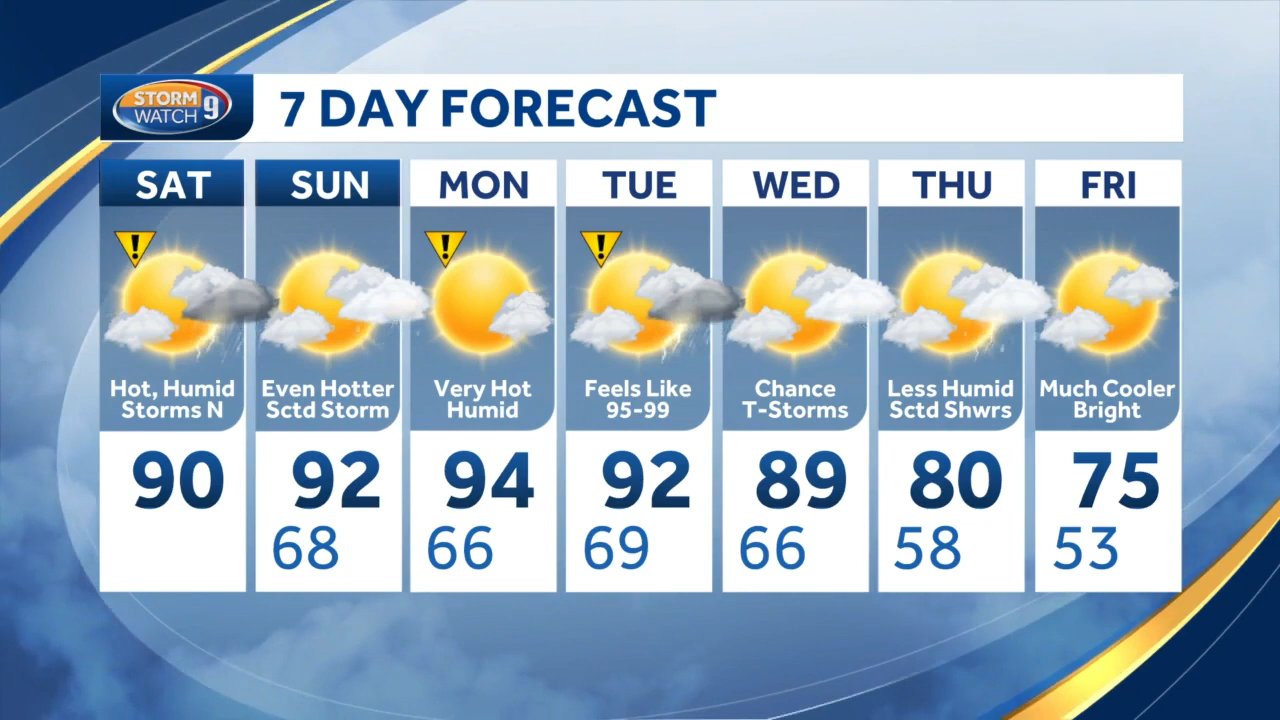 STORM
WATCH 9
7 DAY FORECAST
SAT
!
Hot, Humid
Storms N
90
SUN
Even Hotter
Sctd Storm
92
68
MON
!
Very Hot
Humid
94
66
TUE
!
Feels Like
95-99
92
69
WED
Chance
T-Storms
89
66
THU
Less Humid
Sctd Shwrs
80
58
FRI
Much Cooler
Bright
75
53